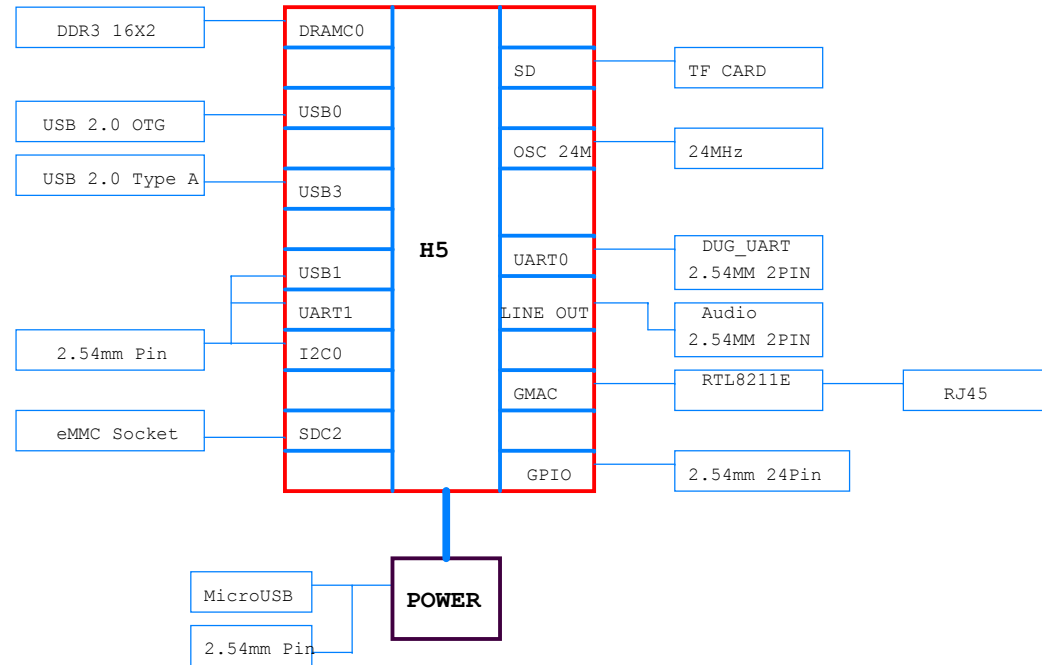 DDR3 16X2
DRAMC0
SD
TF CARD
USB 2.0 OTG
USB0
OSC 24M
24MHz
USB 2.0 Type A
USB3
H5
UART0
DUG_UART
2.54MM 2PIN
USB1
UART1
LINE OUT
Audio
2.54MM 2PIN
2.54mm Pin
I2C0
GMAC
RTL8211E
RJ45
eMMC Socket
SDC2
GPIO
2.54mm 24Pin
MicroUSB
POWER
2.54mm Pin